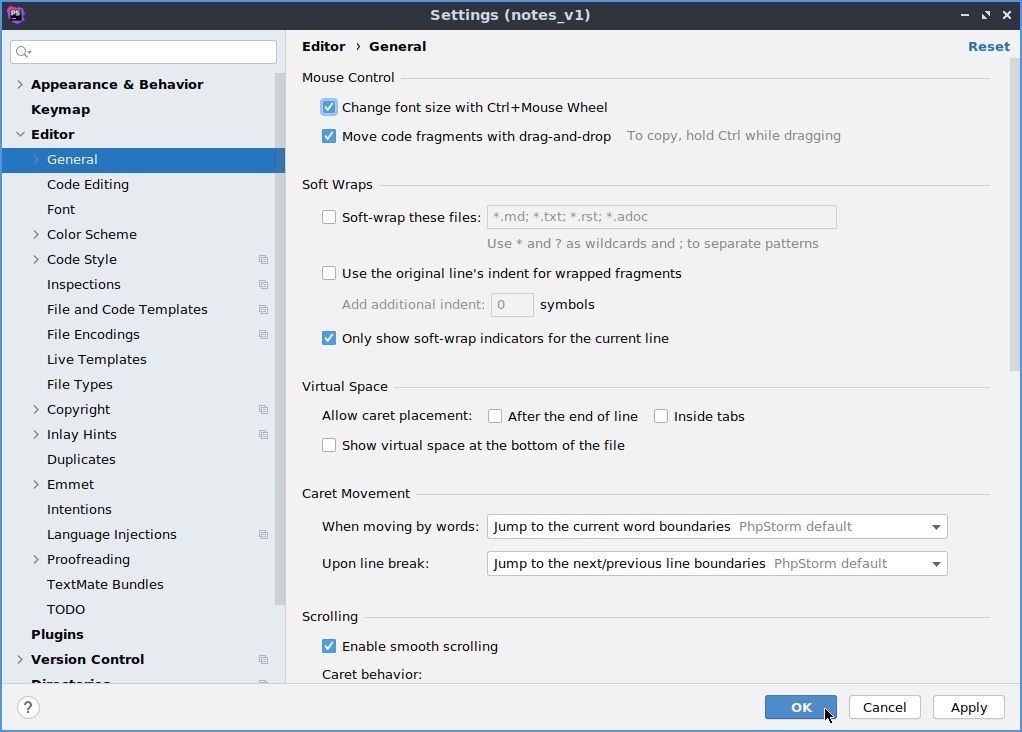 PS
Settings (notes_v1)
Appearance & Behavior
Keymap
Editor
General
Code Editing
Font
Color Scheme
Code Style
Inspections
File and Code Templates
File Encodings
Live Templates
File Types
Copyright
Inlay Hints
Duplicates
Emmet
Intentions
Language Injections
Proofreading
TextMate Bundles
TODO
Plugins
Version Control
Directories
Editor › General
Reset
Mouse Control
Change font size with Ctrl+Mouse Wheel
Move code fragments with drag-and-drop To copy, hold Ctrl while dragging
Soft Wraps
Soft-wrap these files: *.md; *.txt; *.rst; *.adoc
Use * and ? as wildcards and ; to separate patterns
Use the original line's indent for wrapped fragments
Add additional indent: 0 symbols
Only show soft-wrap indicators for the current line
Virtual Space
Allow caret placement: After the end of line Inside tabs
Show virtual space at the bottom of the file
Caret Movement
When moving by words: Jump to the current word boundaries PhpStorm default
Upon line break: Jump to the next/previous line boundaries PhpStorm default
Scrolling
Enable smooth scrolling
Caret behavior:
?
OK Cancel Apply